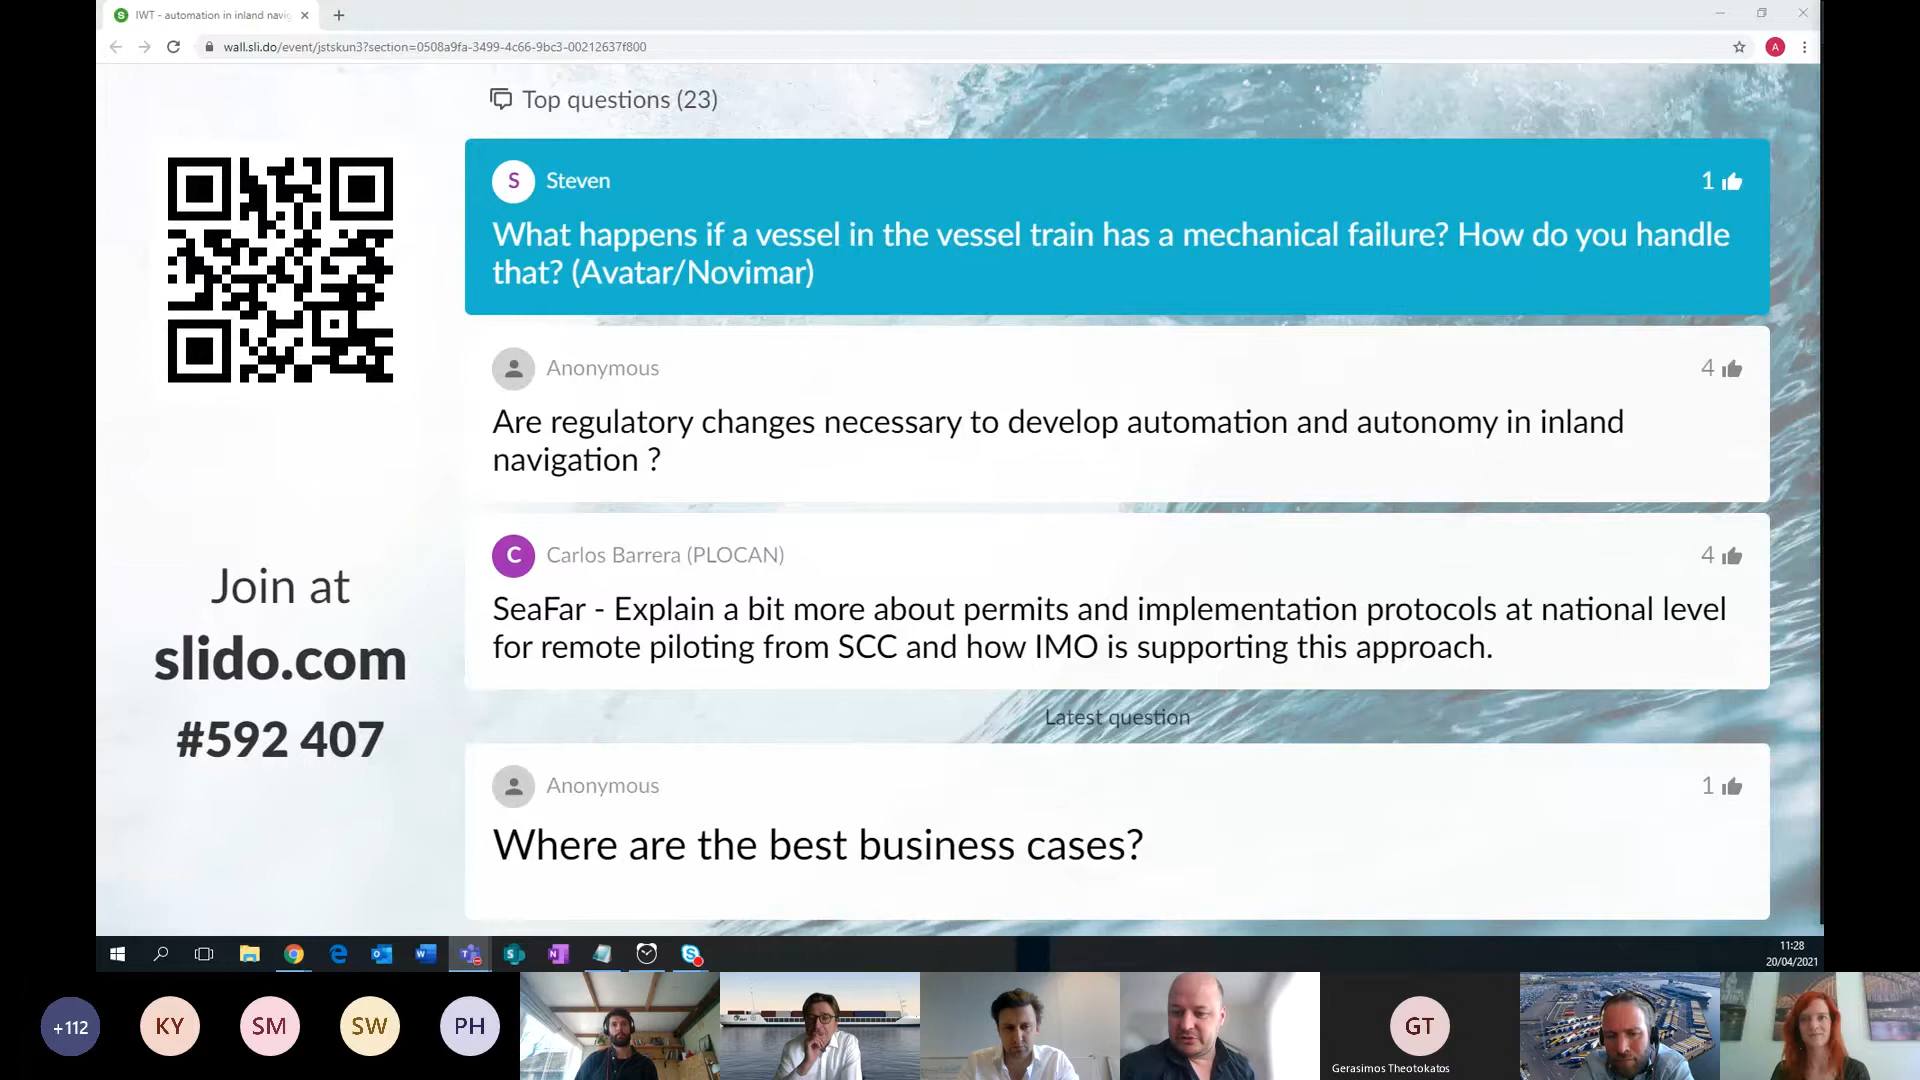 IWT - automation in inland navig
wall.sli.do/event/jstskun3?section=0508a9fa-3499-4c66-9bc3-00212637f800
A
Top questions (23)
S Steven 1
What happens if a vessel in the vessel train has a mechanical failure? How do you handle
that? (Avatar/Novimar)
Anonymous 4
Are regulatory changes necessary to develop automation and autonomy in inland
navigation ?
C Carlos Barrera (PLOCAN) 4
SeaFar - Explain a bit more about permits and implementation protocols at national level
for remote piloting from SCC and how IMO is supporting this approach.
Latest question
Anonymous 1
Where are the best business cases?
Join at
slido.com
#592 407
11:28
20/04/2021
+112
KY
SM
SW
PH
GT
Gerasimos Theotokatos